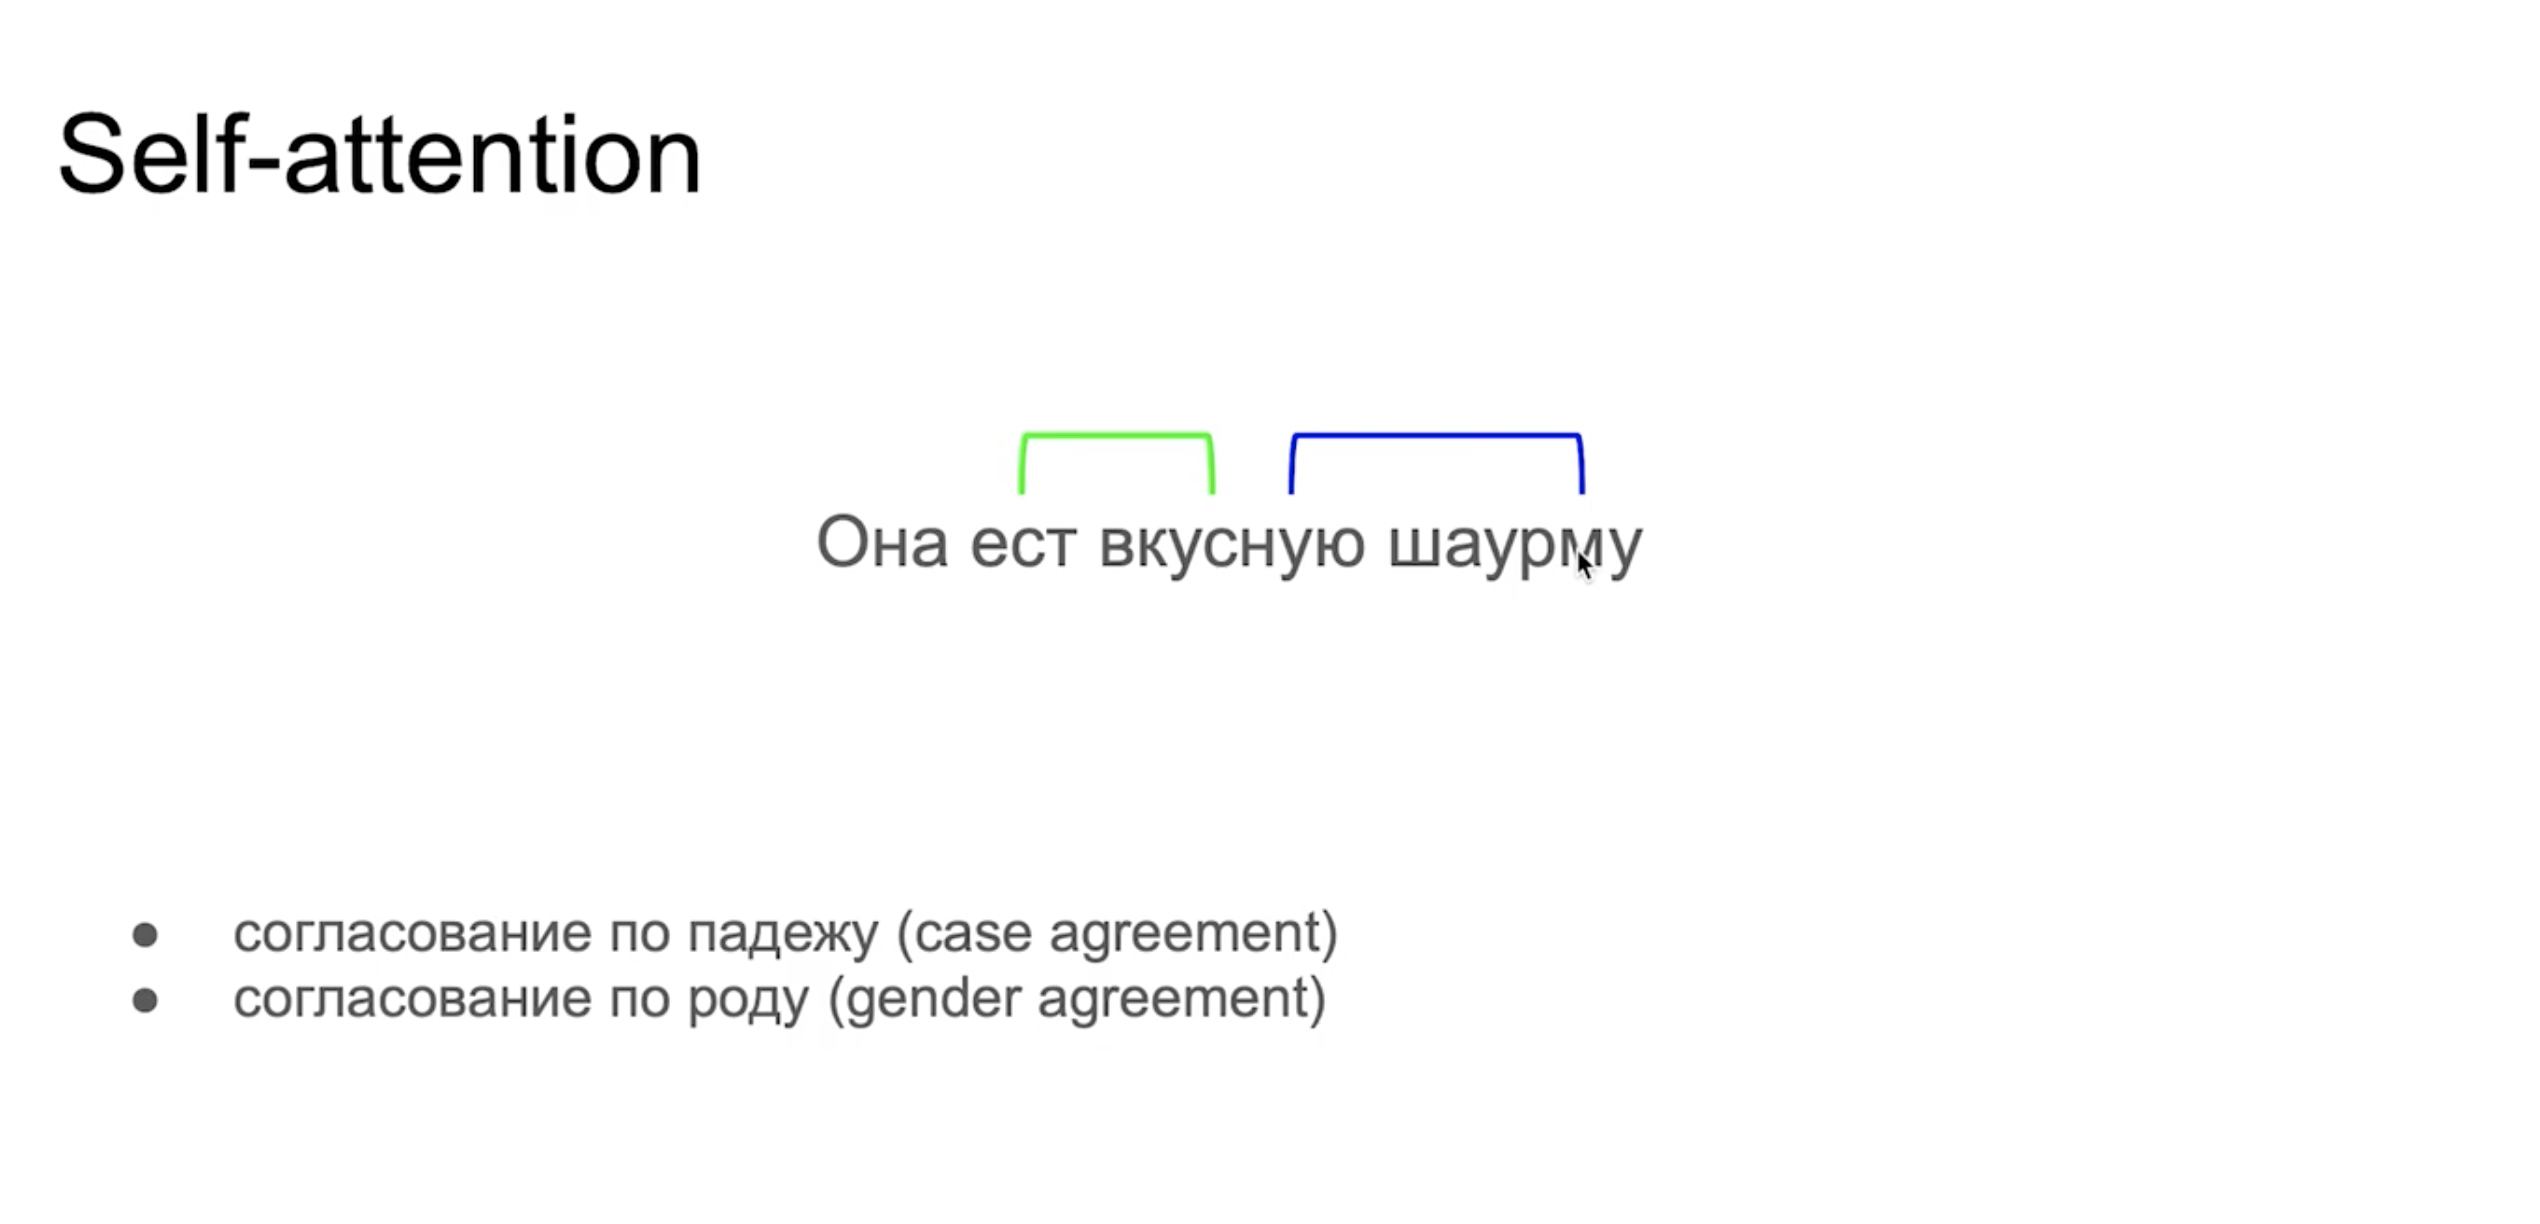 Self-attention
Она ест вкусную шаурму
● согласование по падежу (case agreement)
● согласование по роду (gender agreement)